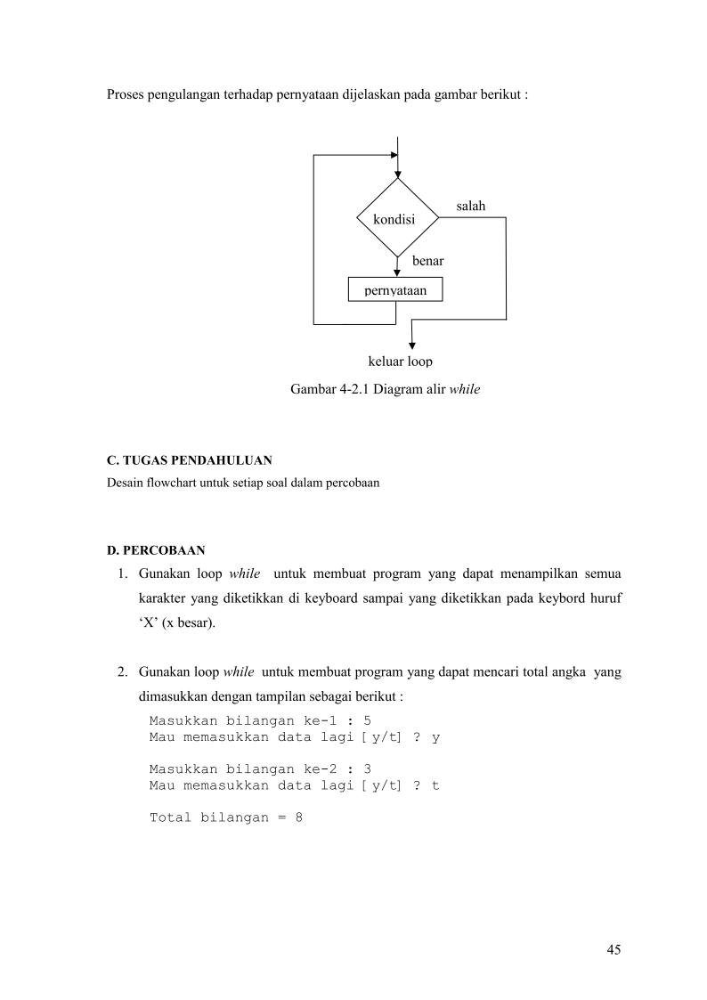 Proses pengulangan terhadap pernyataan dijelaskan pada gambar berikut :
kondisi
salah
benar
pernyataan
keluar loop
Gambar 4-2.1 Diagram alir while
C. TUGAS PENDAHULUAN
Desain flowchart untuk setiap soal dalam percobaan
D. PERCOBAAN
1. Gunakan loop while untuk membuat program yang dapat menampilkan semua
karakter yang diketikkan di keyboard sampai yang diketikkan pada keybord huruf
‘X’ (x besar).
2. Gunakan loop while untuk membuat program yang dapat mencari total angka yang
dimasukkan dengan tampilan sebagai berikut :
Masukkan bilangan ke-1 : 5
Mau memasukkan data lagi [y/t] ? y
Masukkan bilangan ke-2 : 3
Mau memasukkan data lagi [y/t] ? t
Total bilangan = 8
45